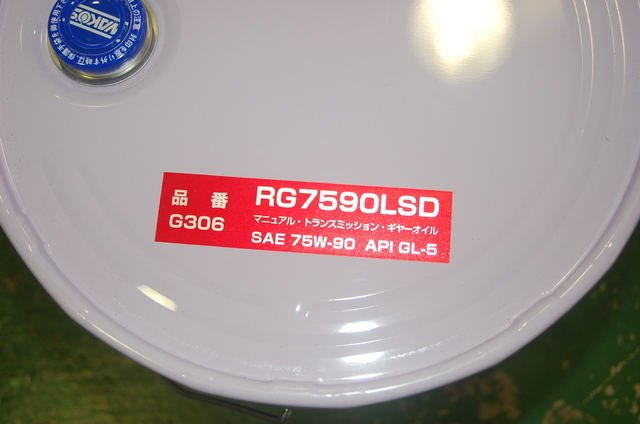 WAKO'S
品番 RG7590LSD
G306 マニュアル・トランスミッション・ギヤーオイル
SAE 75W-90 API GL-5